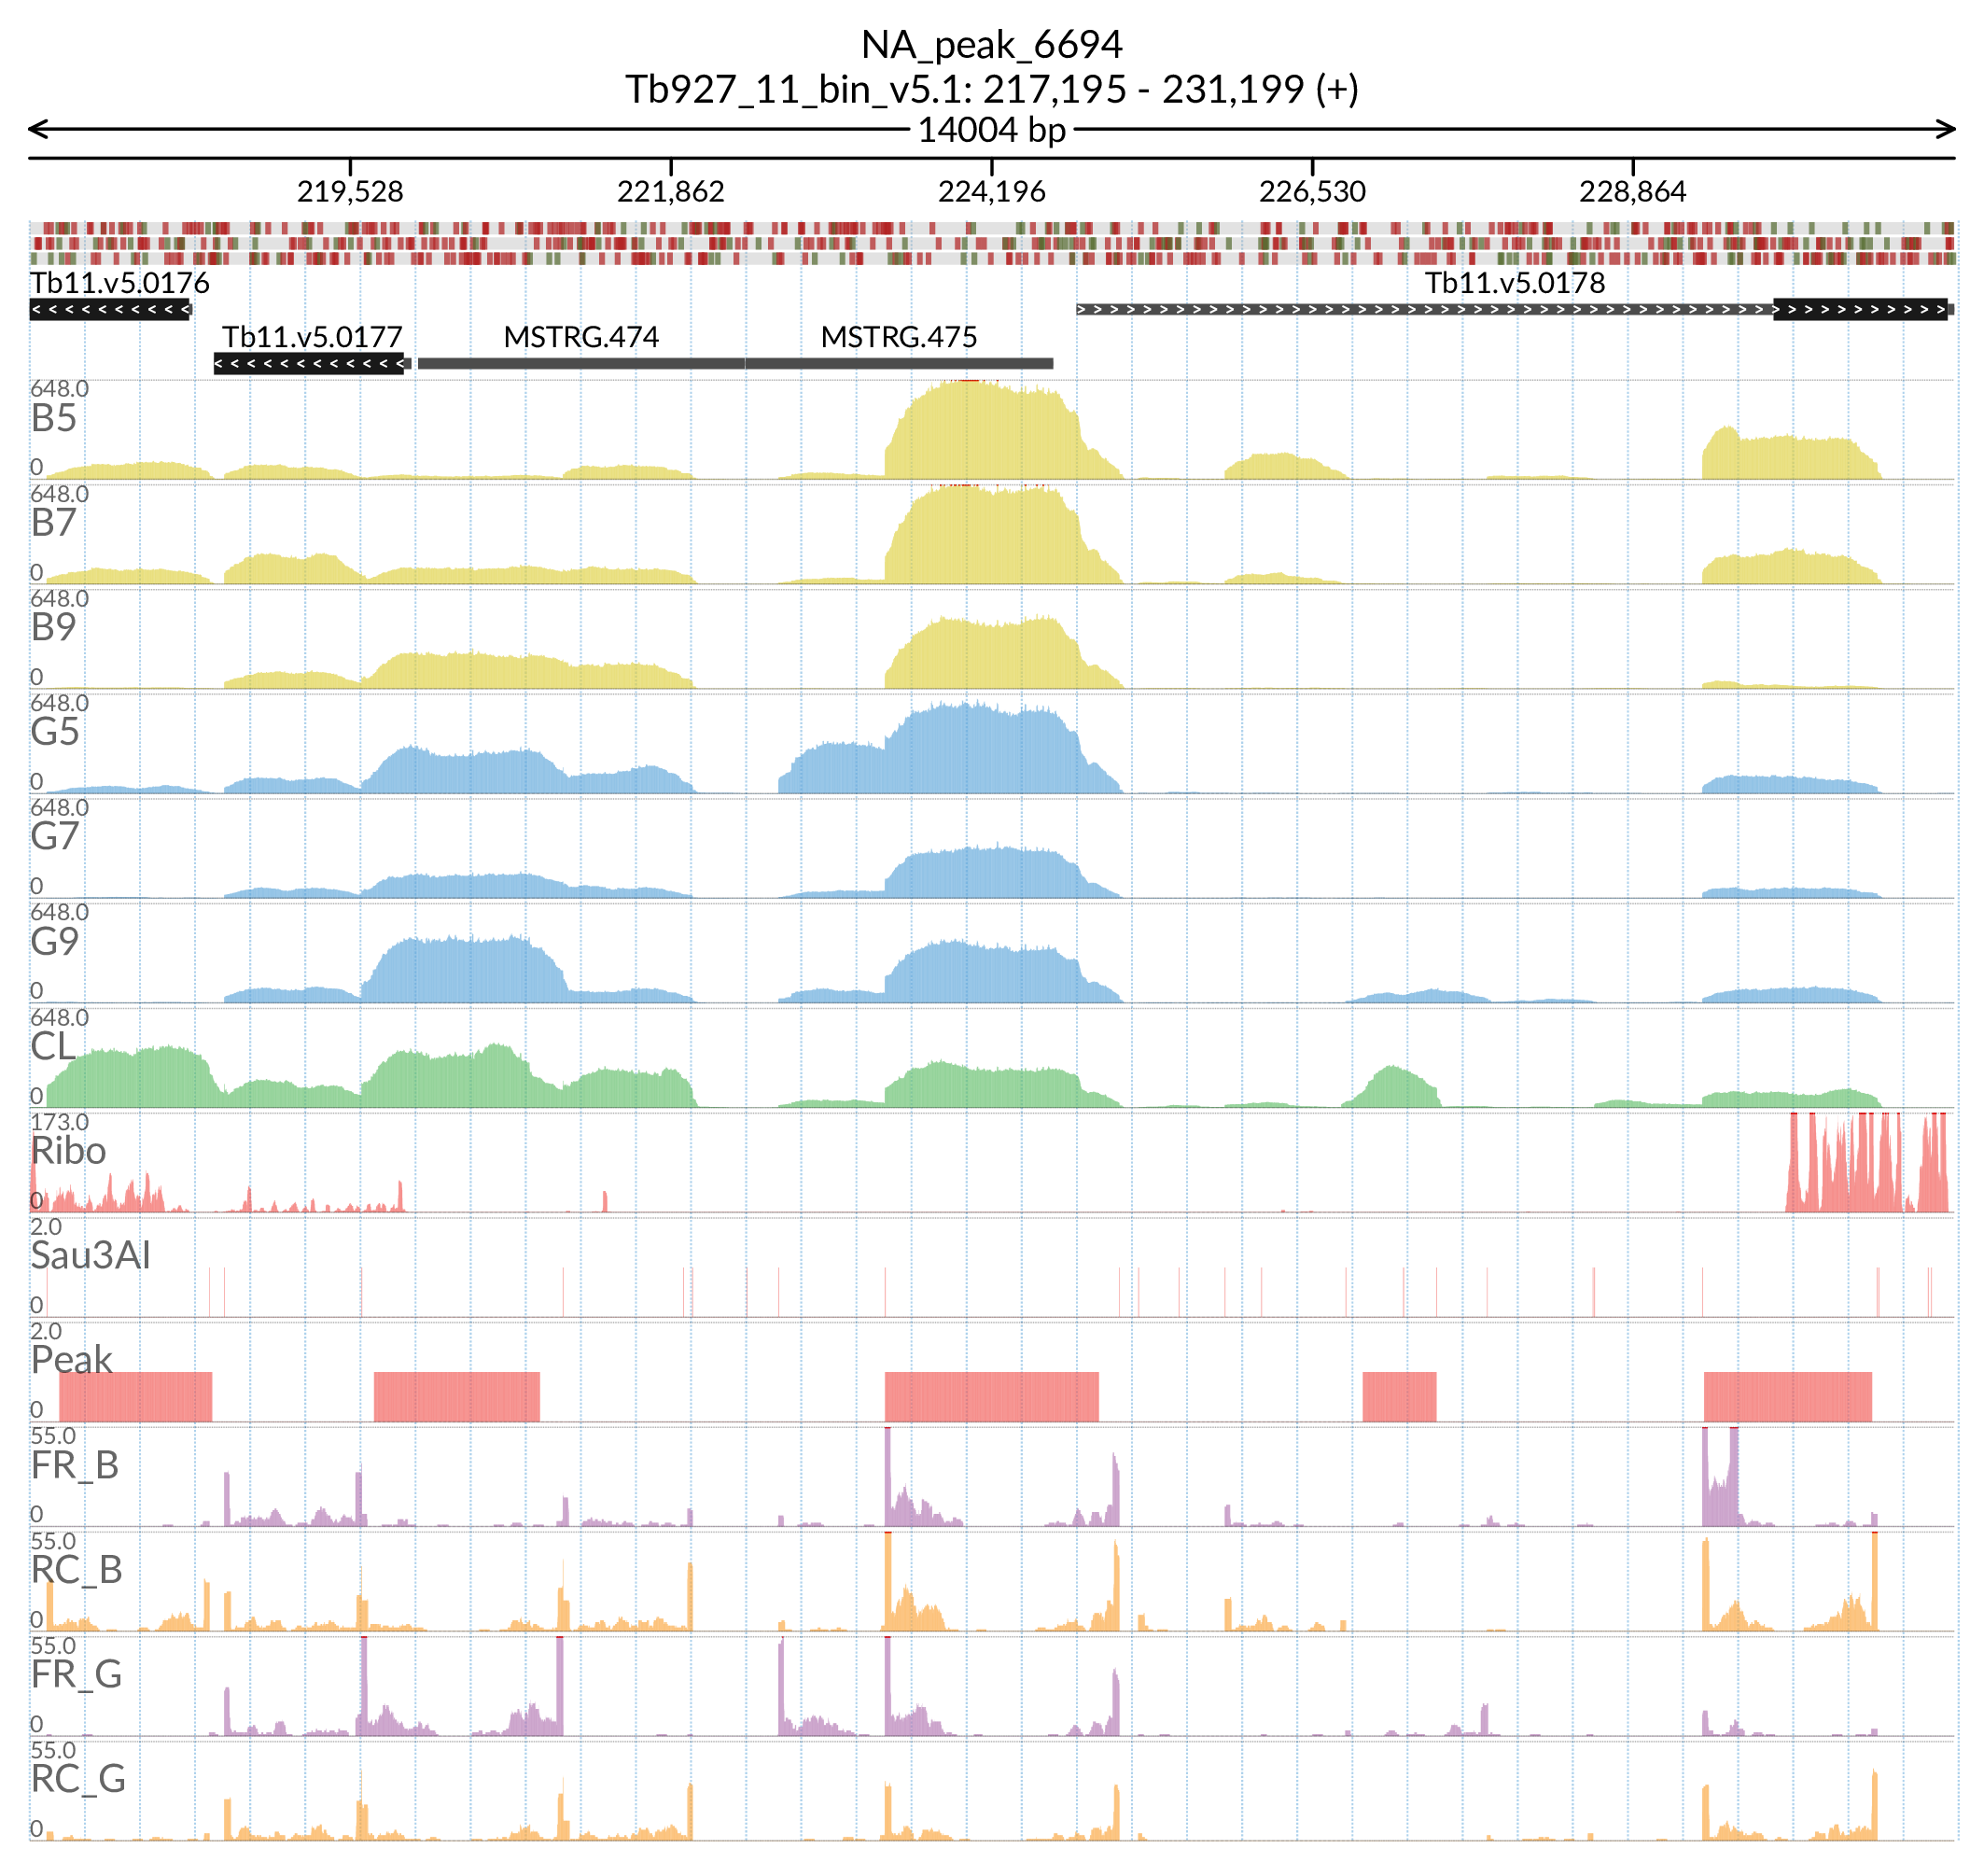 NA_peak_6694
Tb927_11_bin_v5.1: 217,195 - 231,199 (+)
14004 bp
219,528 221,862 224,196 226,530 228,864
Tb11.v5.0176 Tb11.v5.0178
Tb11.v5.0177 MSTRG.474 MSTRG.475
648.0
B5
0
648.0
B7
0
648.0
B9
0
648.0
G5
0
648.0
G7
0
648.0
G9
0
648.0
CL
0
173.0
Ribo
0
2.0
Sau3AI
0
2.0
Peak
0
55.0
FR_B
0
55.0
RC_B
0
55.0
FR_G
0
55.0
RC_G
0